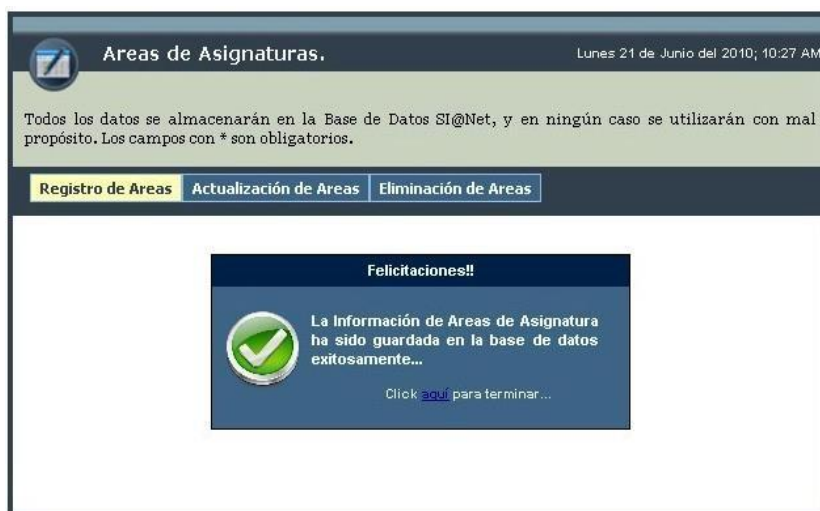 Areas de Asignaturas.
Lunes 21 de Junio del 2010; 10:27 AM
Todos los datos se almacenarán en la Base de Datos SI@Net, y en ningún caso se utilizarán con mal
propósito. Los campos con * son obligatorios.
Registro de Areas
Actualización de Areas
Eliminación de Areas
Felicitaciones!!
La Información de Areas de Asignatura
ha sido guardada en la base de datos
exitosamente...
Click aquí para terminar...